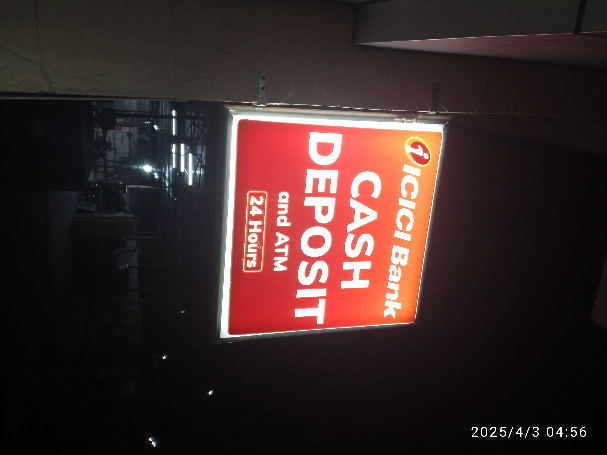 ICICI Bank
CASH
DEPOSIT
and ATM
24 Hours
2025/4/3 04:56